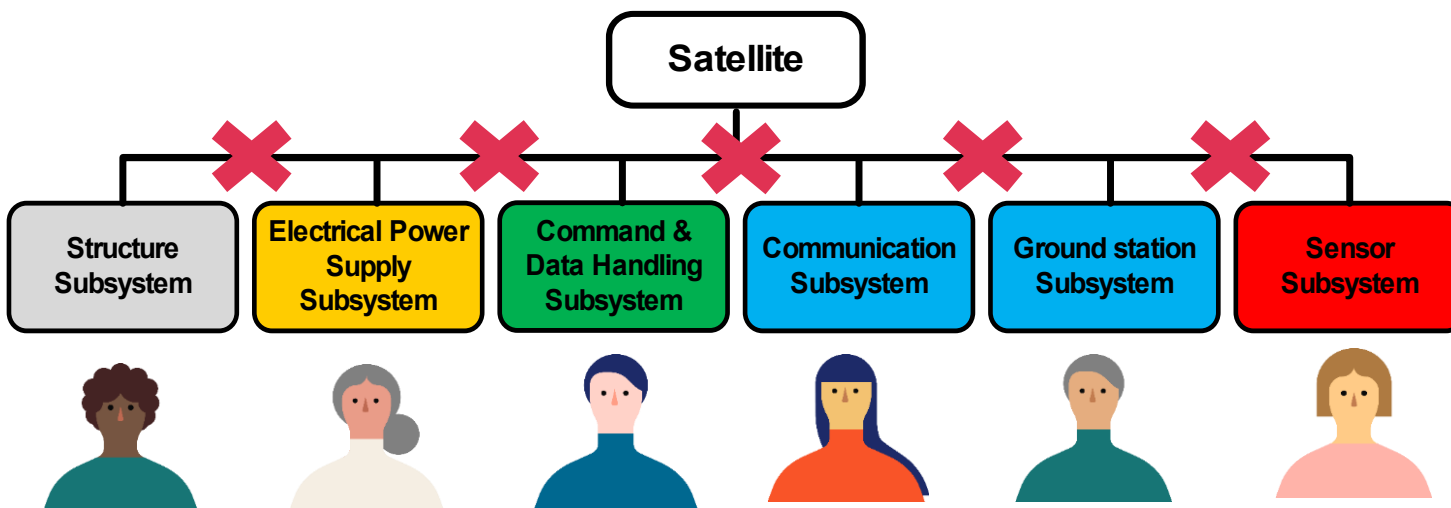 Satellite
Structure
Subsystem
Electrical Power
Supply
Subsystem
Command &
Data Handling
Subsystem
Communication
Subsystem
Ground station
Subsystem
Sensor
Subsystem